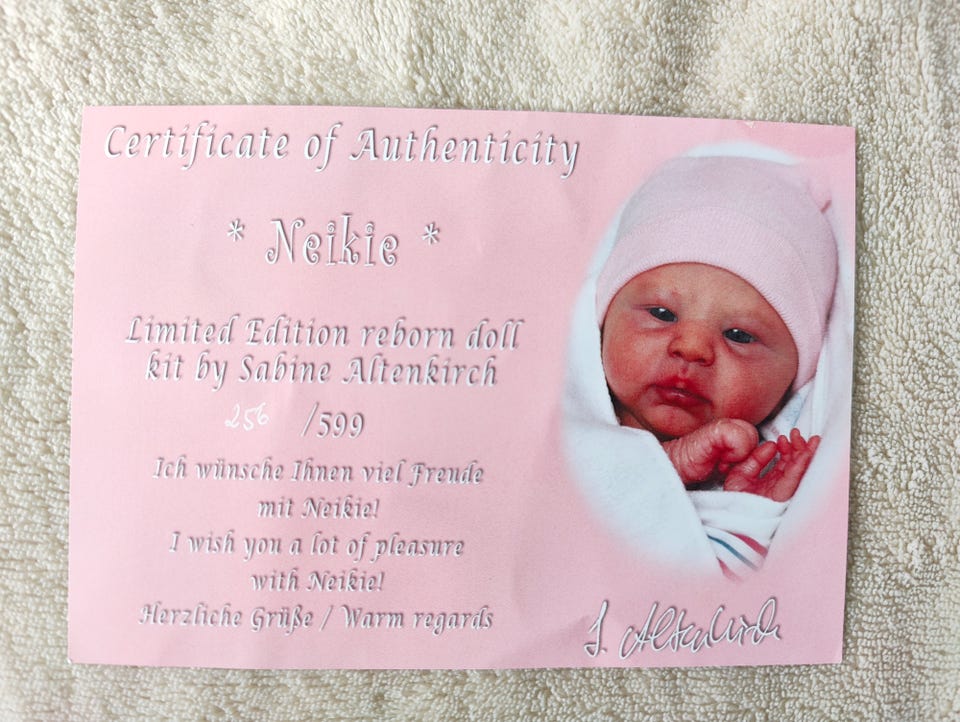 Certificate of Authenticity
* Neikie *
Limited Edition reborn doll
kit by Sabine Altenkirch
256 /599
Ich wünsche Ihnen viel Freude
mit Neikie!
I wish you a lot of pleasure
with Neikie!
Herzliche Grüße / Warm regards
S. Altenkirch